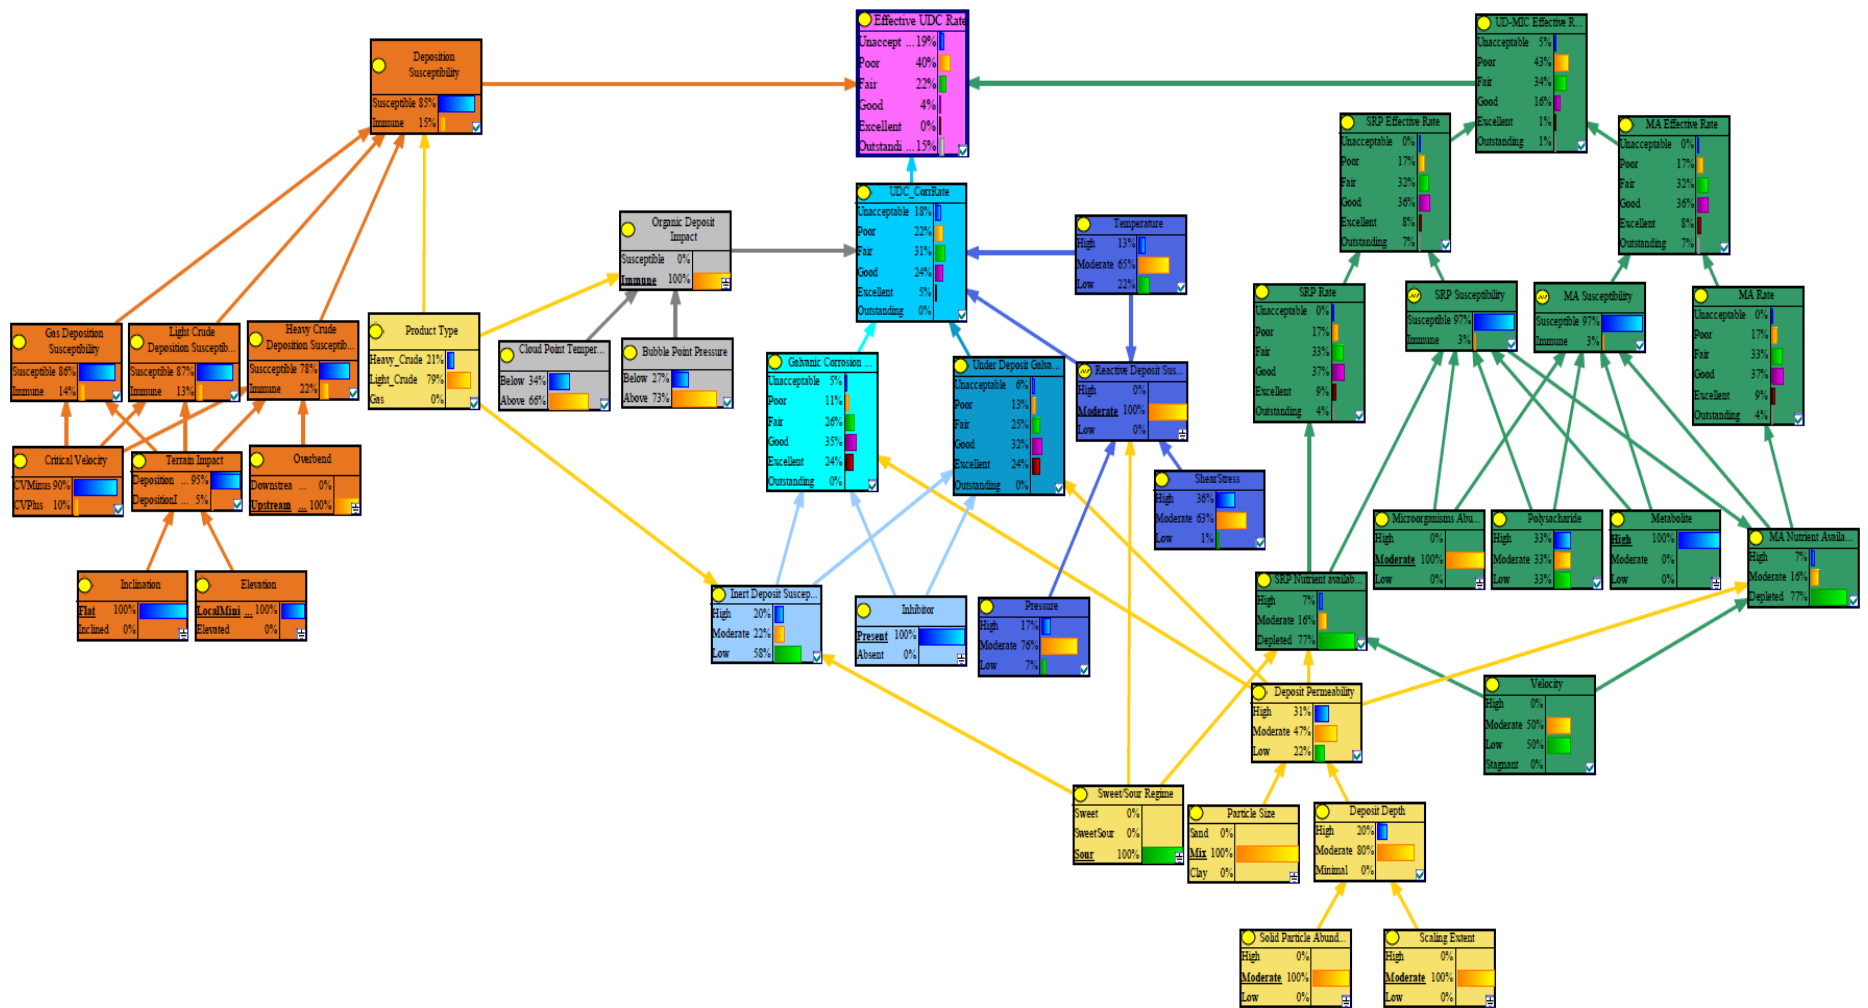 Effective UDC Rate
Unaccept ...19%
Poor 40%
Fair 22%
Good 4%
Excellent 0%
Outstandi ...15%
UD-MIC Effective R...
Unacceptable 5%
Poor 43%
Fair 34%
Good 16%
Excellent 1%
Outstanding 1%
Deposition
Susceptibility
Susceptible 85%
Immune 15%
SRP Effective Rate
Unacceptable 0%
Poor 17%
Fair 32%
Good 36%
Excellent 8%
Outstanding 7%
MA Effective Rate
Unacceptable 0%
Poor 17%
Fair 32%
Good 36%
Excellent 8%
Outstanding 7%
UDC_CorrRate
Unacceptable 18%
Poor 22%
Fair 31%
Good 24%
Excellent 5%
Outstanding 0%
Organic Deposit
Impact
Susceptible 0%
Immune 100%
Temperature
High 13%
Moderate 65%
Low 22%
SRP Rate
Unacceptable 0%
Poor 17%
Fair 33%
Good 37%
Excellent 9%
Outstanding 4%
SRP Susceptibility
Susceptible 97%
Immune 3%
MA Susceptibility
Susceptible 97%
Immune 3%
MA Rate
Unacceptable 0%
Poor 17%
Fair 33%
Good 37%
Excellent 9%
Outstanding 4%
Gas Deposition
Susceptibility
Susceptible 86%
Immune 14%
Light Crude
Deposition Susceptib...
Susceptible 87%
Immune 13%
Heavy Crude
Deposition Susceptib...
Susceptible 78%
Immune 22%
Product Type
Heavy_Crude 21%
Light_Crude 79%
Gas 0%
Cloud Point Temper...
Below 34%
Above 66%
Bubble Point Pressure
Below 27%
Above 73%
Galvanic Corrosion ...
Unacceptable 5%
Poor 11%
Fair 26%
Good 35%
Excellent 24%
Outstanding 0%
Under Deposit Galva...
Unacceptable 6%
Poor 13%
Fair 25%
Good 32%
Excellent 24%
Outstanding 0%
Reactive Deposit Sus...
High 0%
Moderate 100%
Low 0%
Critical Velocity
CVMinus 90%
CVPlus 10%
Terrain Impact
Deposition ... 95%
DepositionI ... 5%
Overbend
Downstrea ... 0%
Upstream ... 100%
ShearStress
High 36%
Moderate 63%
Low 1%
Microorganisms Abu...
High 0%
Moderate 100%
Low 0%
Polysacharide
High 33%
Moderate 33%
Low 33%
Metabolite
High 100%
Moderate 0%
Low 0%
MA Nutrient Availa...
High 7%
Moderate 16%
Depleted 77%
Inclination
Flat 100%
Inclined 0%
Elevation
LocalMini ... 100%
Elevated 0%
Inert Deposit Suscep...
High 20%
Moderate 22%
Low 58%
Inhibitor
Present 100%
Absent 0%
Pressure
High 17%
Moderate 76%
Low 7%
SRP Nutrient availab...
High 7%
Moderate 16%
Depleted 77%
Deposit Permeability
High 31%
Moderate 47%
Low 22%
Velocity
High 0%
Moderate 50%
Low 50%
Stagnant 0%
Sweet/Sour Regime
Sweet 0%
SweetSour 0%
Sour 100%
Particle Size
Sand 0%
Mix 100%
Clay 0%
Deposit Depth
High 20%
Moderate 80%
Minimal 0%
Solid Particle Abund...
High 0%
Moderate 100%
Low 0%
Scaling Extent
High 0%
Moderate 100%
Low 0%